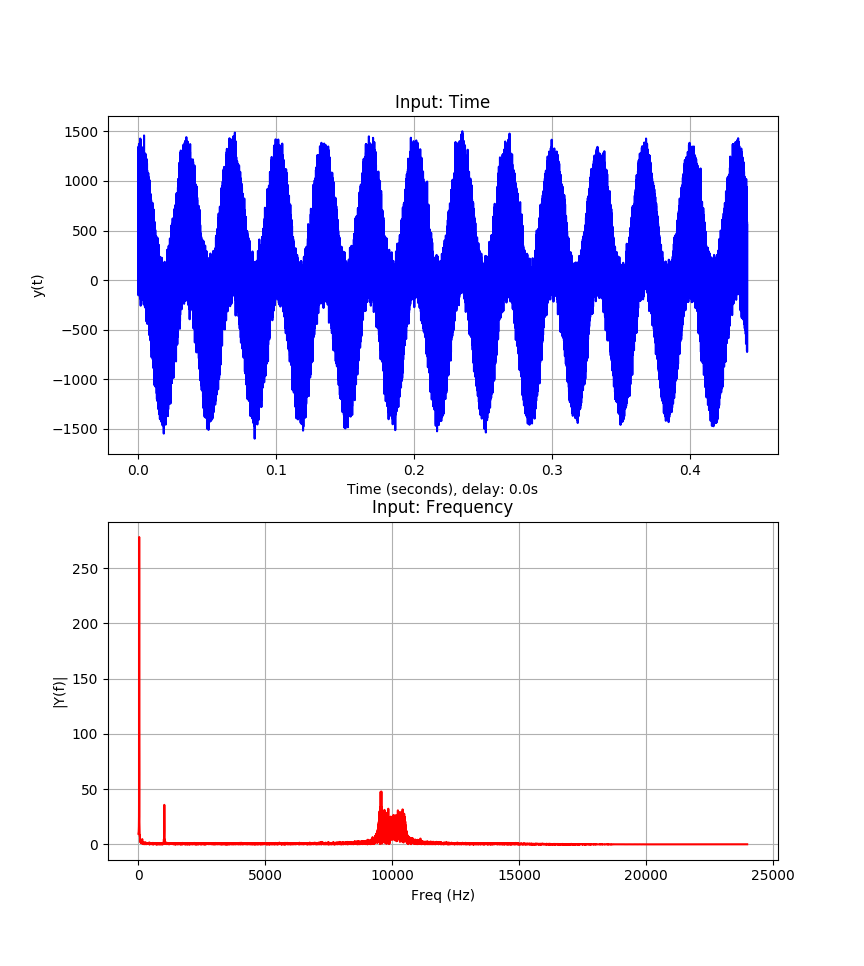 Input: Time
1500
1000
500
0
−500
−1000
−1500
y(t)
0.0 0.1 0.2 0.3 0.4
Time (seconds), delay: 0.0s
Input: Frequency
250
200
150
100
50
0
|Y(f)|
0 5000 10000 15000 20000 25000
Freq (Hz)